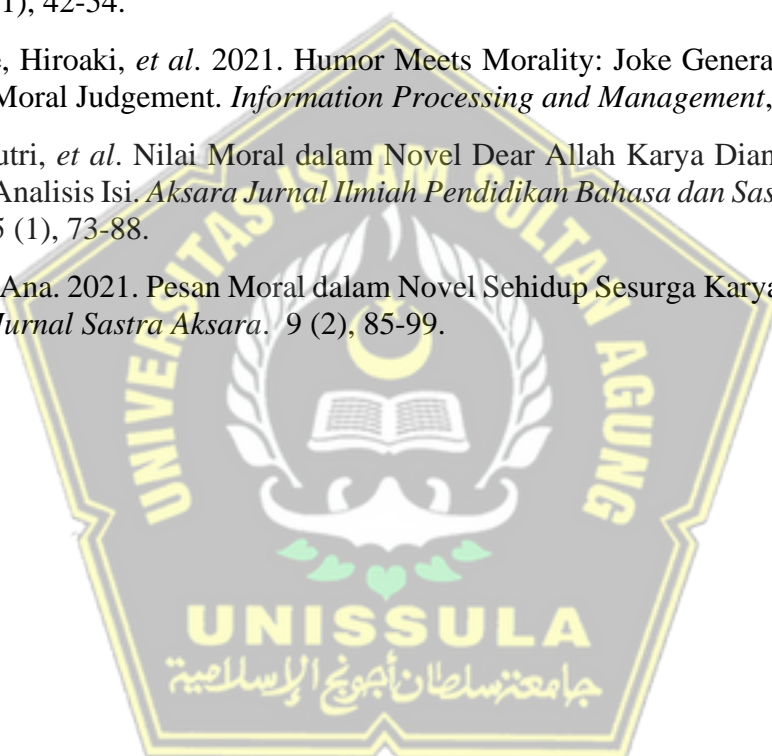 1), 42-54.
e, Hiroaki, et al. 2021. Humor Meets Morality: Joke Genera
Moral Judgement. Information Processing and Management,
utri, et al. Nilai Moral dalam Novel Dear Allah Karya Dian
Analisis Isi. Aksara Jurnal Ilmiah Pendidikan Bahasa dan Sas
5 (1), 73-88.
Ana. 2021. Pesan Moral dalam Novel Sehidup Sesurga Karya
Jurnal Sastra Aksara. 9 (2), 85-99.
UNIVERSITAS ISLAM SULTAN AGUNG
UNISSULA
جامعة سلطان أجونج الإسلامية